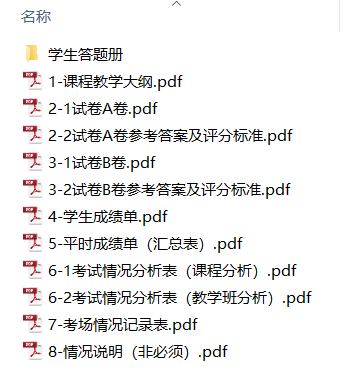 名称
学生答题册
1-课程教学大纲.pdf
2-1试卷A卷.pdf
2-2试卷A卷参考答案及评分标准.pdf
3-1试卷B卷.pdf
3-2试卷B卷参考答案及评分标准.pdf
4-学生成绩单.pdf
5-平时成绩单（汇总表）.pdf
6-1考试情况分析表（课程分析）.pdf
6-2考试情况分析表（教学班分析）.pdf
7-考场情况记录表.pdf
8-情况说明（非必须）.pdf